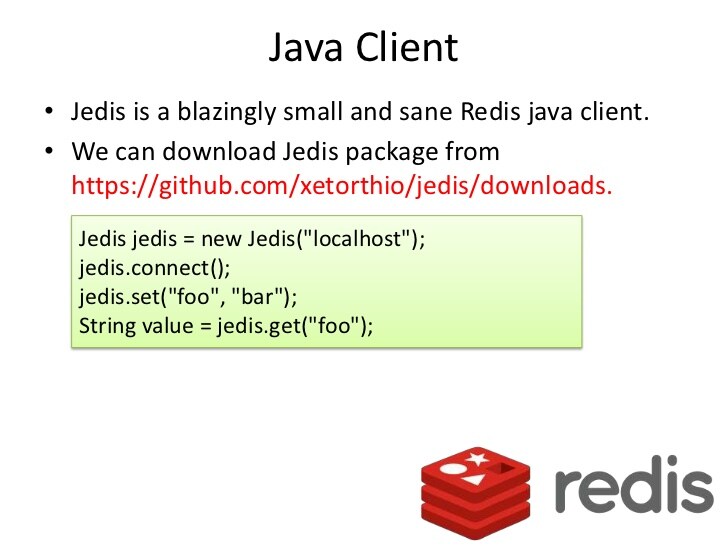 Java Client
• Jedis is a blazingly small and sane Redis java client.
• We can download Jedis package from
https://github.com/xetorthio/jedis/downloads.
Jedis jedis = new Jedis("localhost");
jedis.connect();
jedis.set("foo", "bar");
String value = jedis.get("foo");
redis